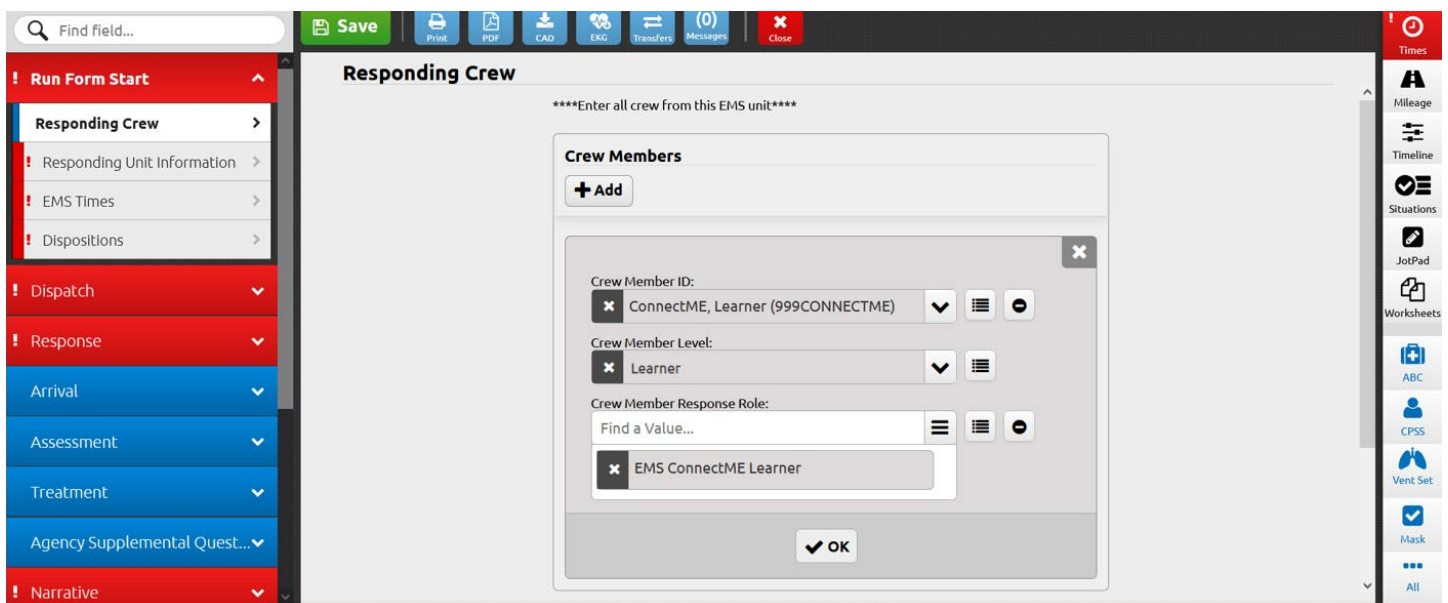 Find field...
Save
Print
PDF
CAD
EKG
Transfers
(0)
Messages
Close
! Run Form Start
Responding Crew
! Responding Unit Information
! EMS Times
! Dispositions
! Dispatch
! Response
Arrival
Assessment
Treatment
Agency Supplemental Quest...
! Narrative
Responding Crew
****Enter all crew from this EMS unit****
Crew Members
Add
Crew Member ID:
ConnectME, Learner (999CONNECTME)
Crew Member Level:
Learner
Crew Member Response Role:
Find a Value...
EMS ConnectME Learner
OK
!
Times
Mileage
Timeline
Situations
JotPad
Worksheets
ABC
CPSS
Vent Set
Mask
All